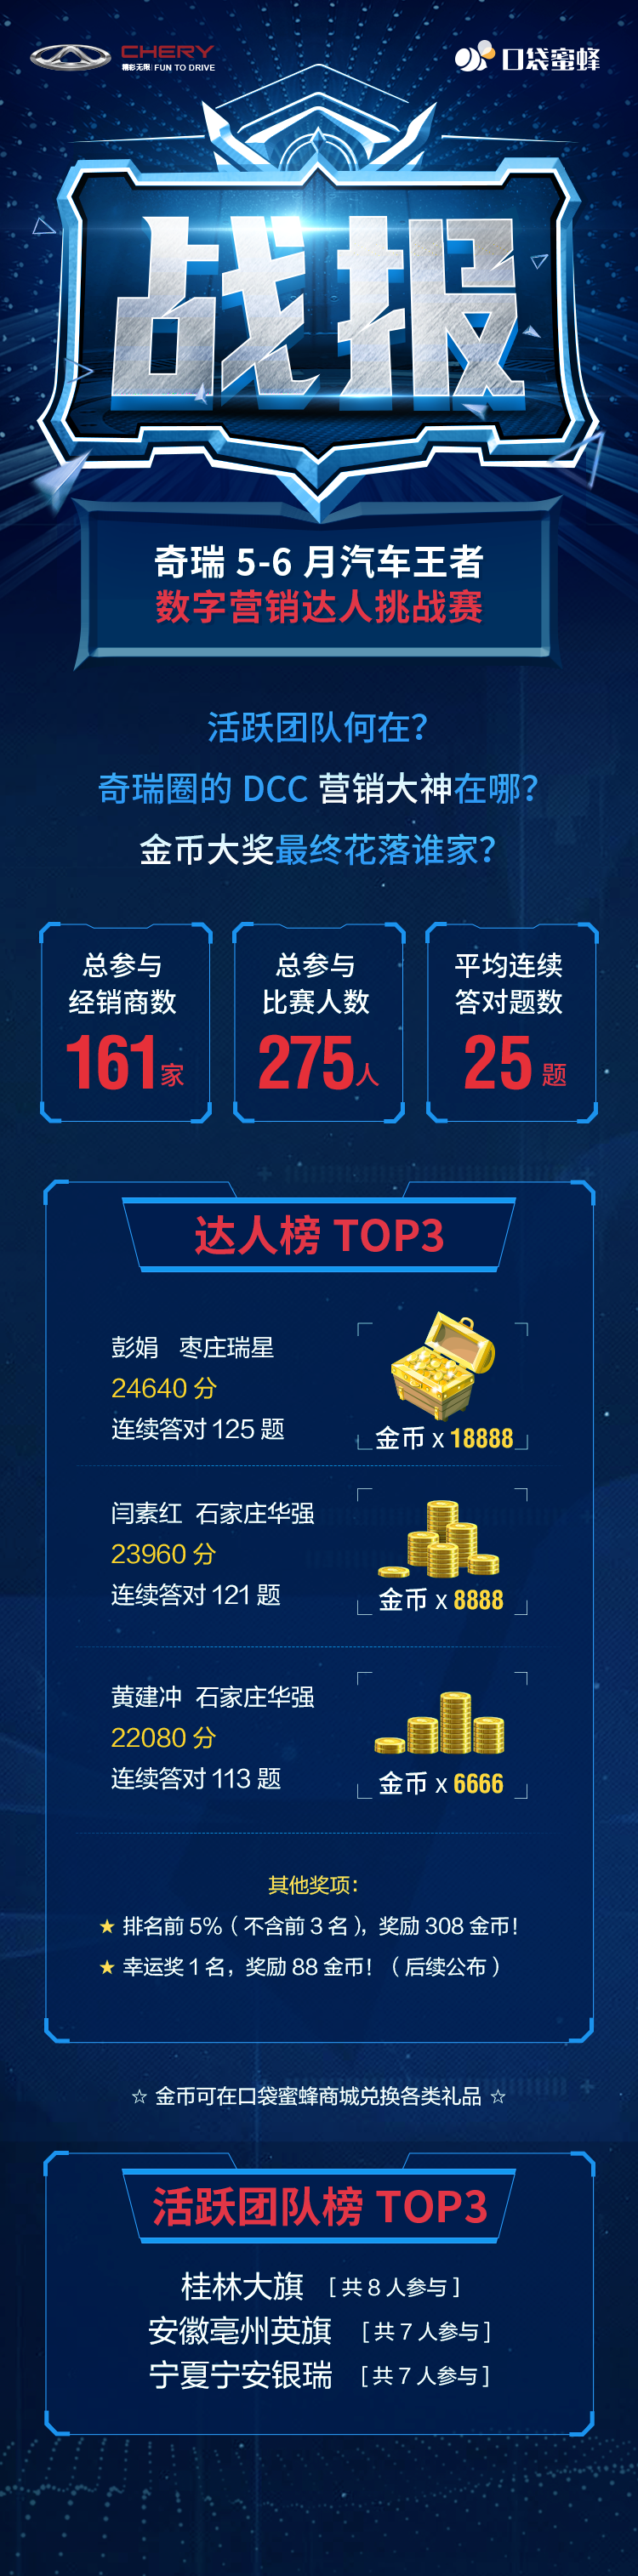 CHERY
精彩无限 FUN TO DRIVE
口袋蜜蜂
战报
奇瑞 5-6 月汽车王者
数字营销达人挑战赛
活跃团队何在?
奇瑞圈的 DCC 营销大神在哪?
金币大奖最终花落谁家?
总参与
经销商数
161家
总参与
比赛人数
275人
平均连续
答对题数
25 题
达人榜 TOP3
彭娟 枣庄瑞星
24640 分
连续答对 125 题
金币 x 18888
闫素红 石家庄华强
23960 分
连续答对 121 题
金币 x 8888
黄建冲 石家庄华强
22080 分
连续答对 113 题
金币 x 6666
其他奖项:
★ 排名前 5% ( 不含前 3 名 ), 奖励 308 金币!
★ 幸运奖 1 名, 奖励 88 金币! ( 后续公布 )
☆ 金币可在口袋蜜蜂商城兑换各类礼品 ☆
活跃团队榜 TOP3
桂林大旗 [ 共 8 人参与 ]
安徽亳州英旗 [ 共 7 人参与 ]
宁夏宁安银瑞 [ 共 7 人参与 ]